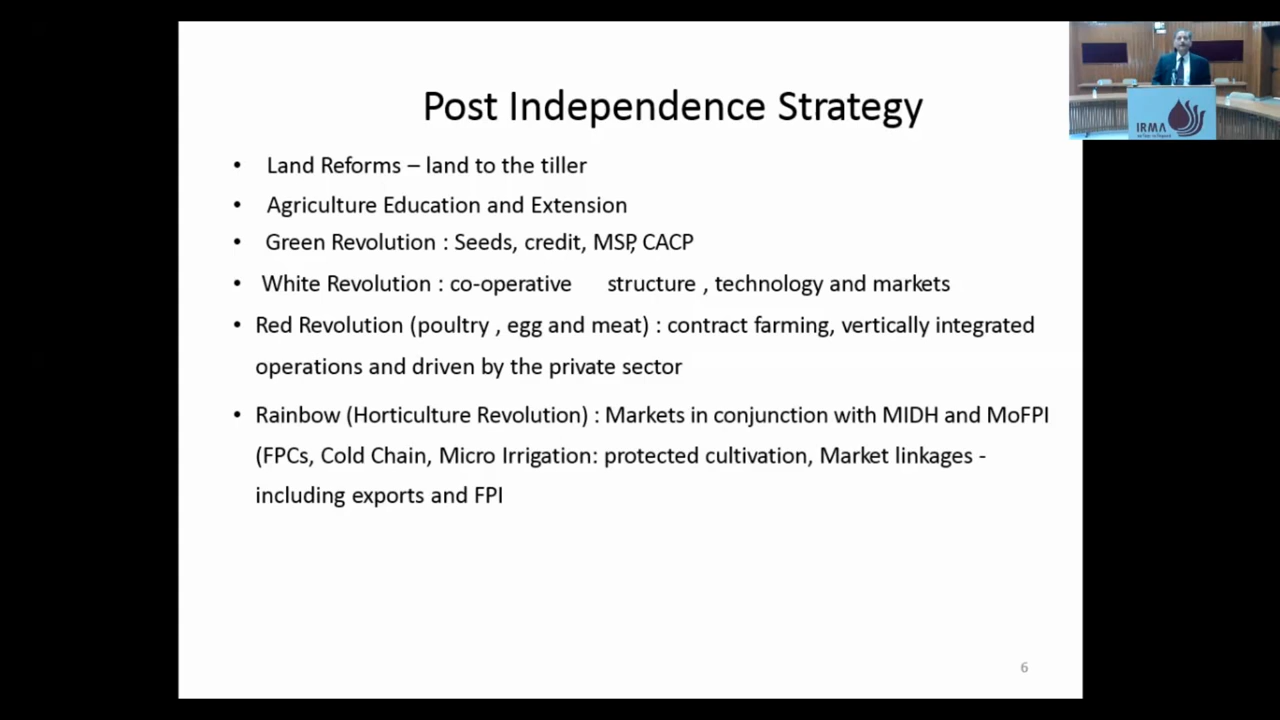 Post Independence Strategy
• Land Reforms – land to the tiller
• Agriculture Education and Extension
• Green Revolution : Seeds, credit, MSP, CACP
• White Revolution : co-operative structure , technology and markets
• Red Revolution (poultry , egg and meat) : contract farming, vertically integrated
operations and driven by the private sector
• Rainbow (Horticulture Revolution) : Markets in conjunction with MIDH and MoFPI
(FPCs, Cold Chain, Micro Irrigation: protected cultivation, Market linkages -
including exports and FPI
6
IRMA